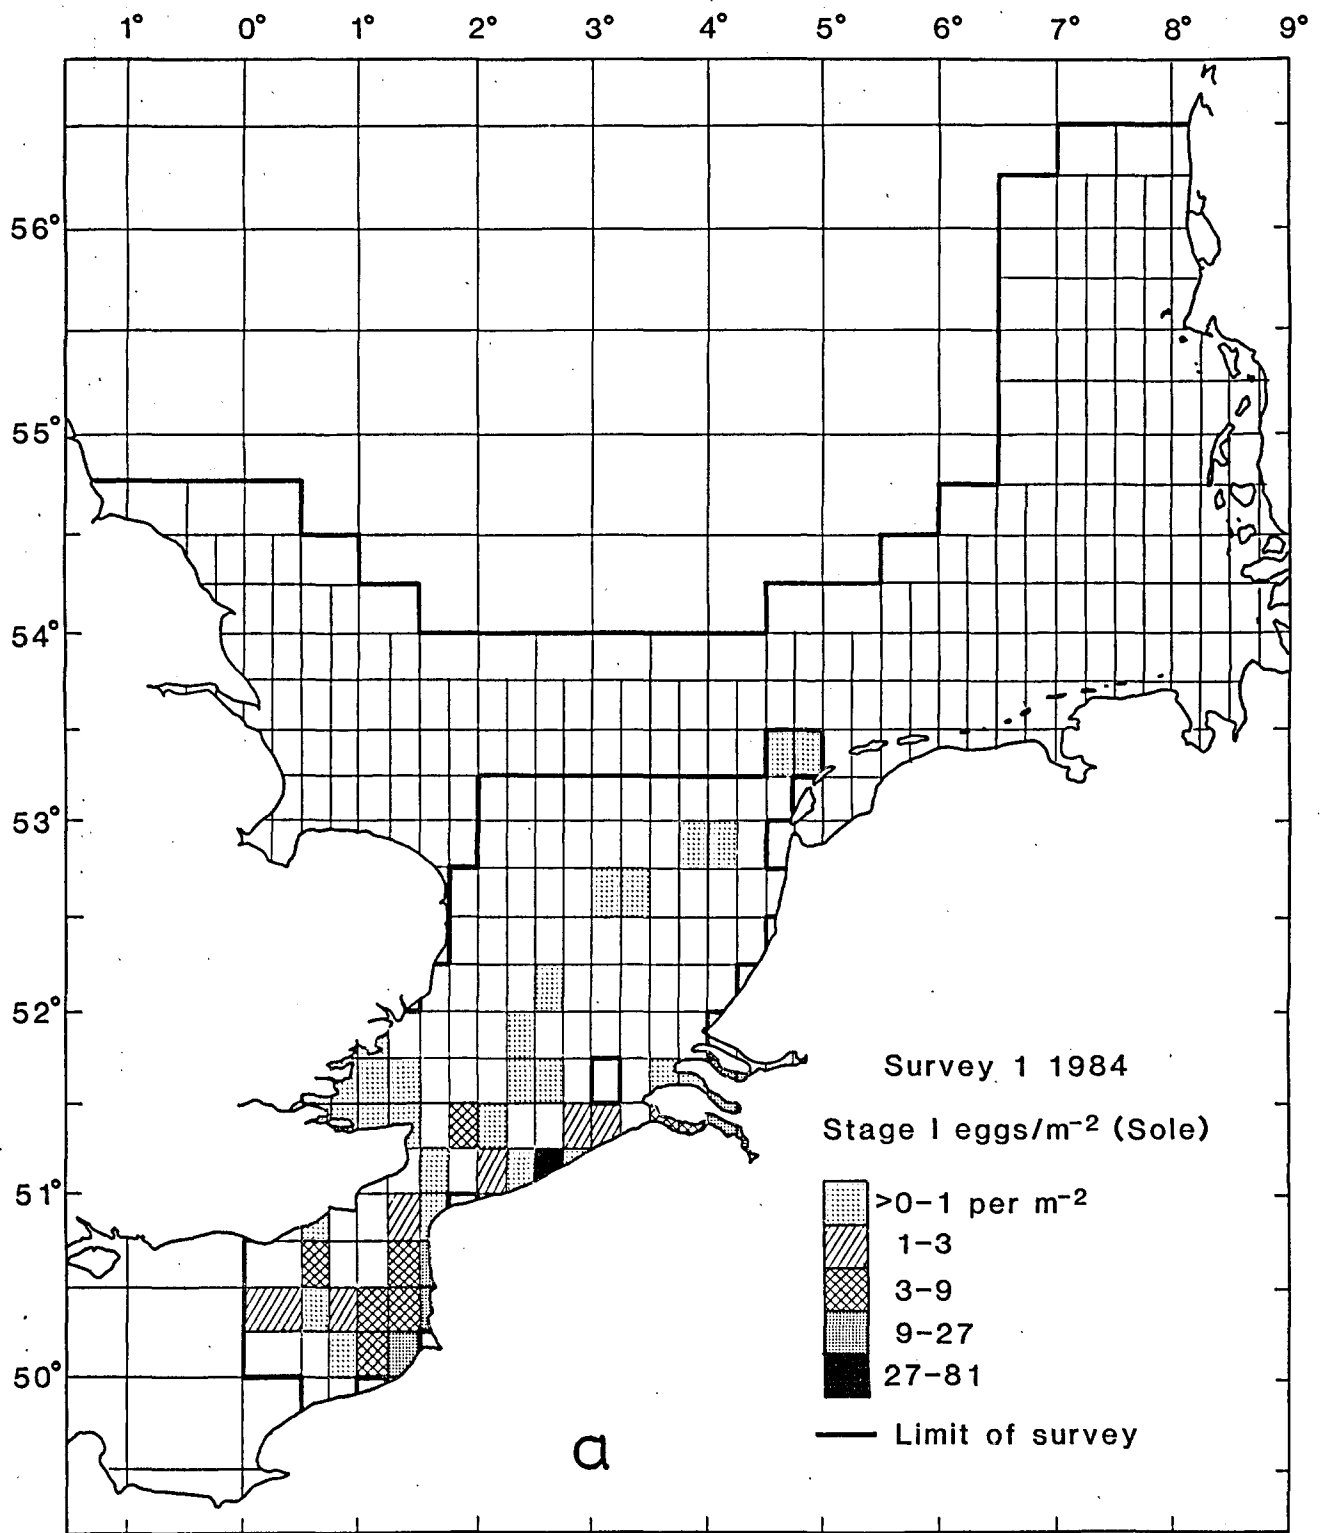 1° 0° 1° 2° 3° 4° 5° 6° 7° 8° 9°
56°
55°
54°
53°
52°
Survey 1 1984
Stage I eggs/m⁻² (Sole)
51°
>0–1 per m⁻²
1–3
3–9
9–27
50°
27–81
Limit of survey
a